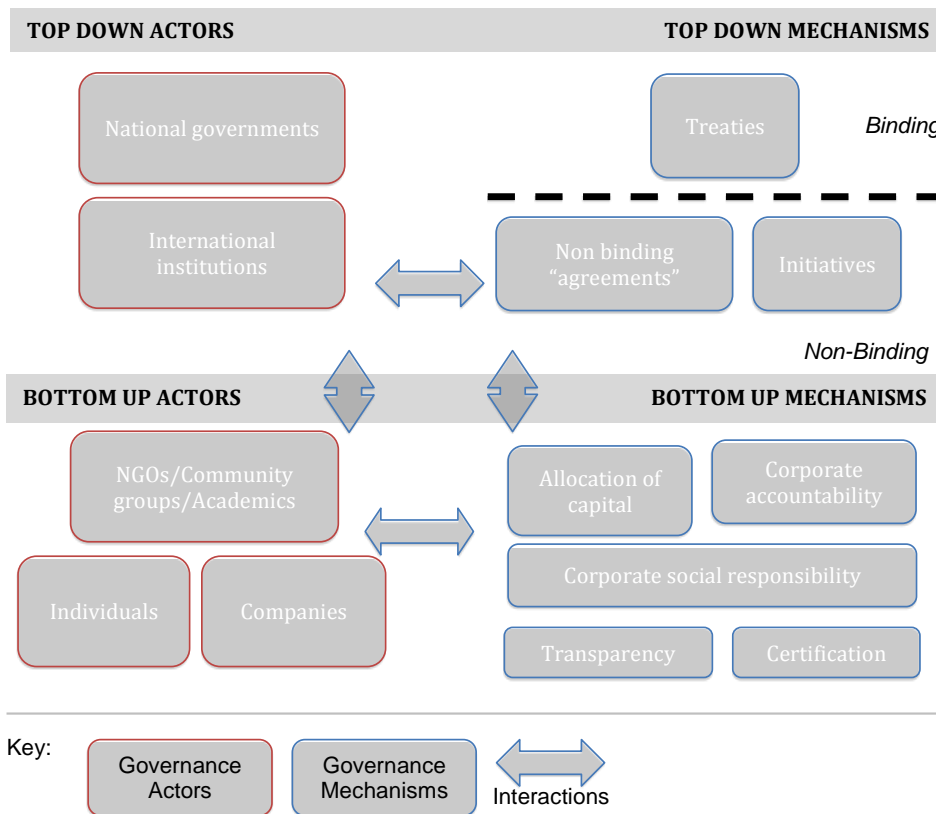 TOP DOWN ACTORS
TOP DOWN MECHANISMS
National governments
Treaties
Binding
International
institutions
Non binding
“agreements”
Initiatives
Non-Binding
BOTTOM UP ACTORS
BOTTOM UP MECHANISMS
NGOs/Community
groups/Academics
Allocation of
capital
Corporate
accountability
Corporate social responsibility
Individuals
Companies
Transparency
Certification
Key:
Governance
Actors
Governance
Mechanisms
Interactions